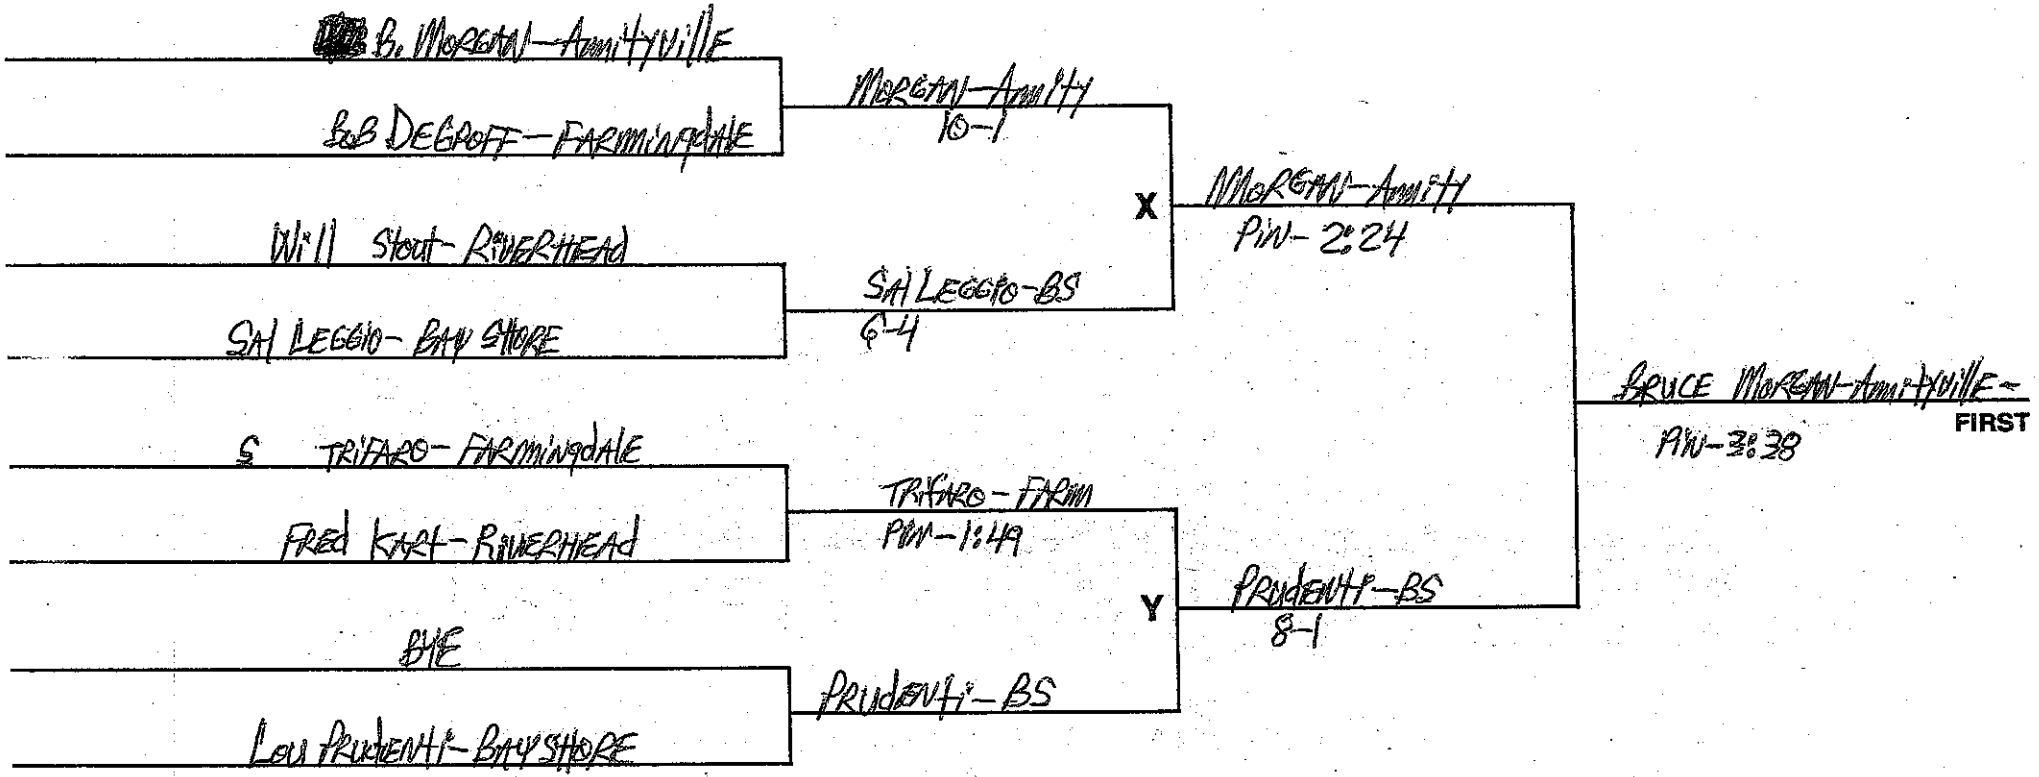 B. MORGAN-AmityVillE
MORGAN-Amity
BOB DEGROFF-FARMiNgdAlE
10-1
MORGAN-Amity
X
Will Stout-RiVERHEAd
PiN-2:24
SAl LEGGiO-BS
SAl LEGGiO-BAY SHORE
6-4
BRUCE MORGAN-AmityVillE-
FIRST
S TRiFARO-FARMiNgdAlE
PiN-3:38
TRiFARO-FARM
FREd KARt-RiVERHEAd
PiN-1:49
PRUdENti-BS
Y
8-1
BYE
PRUdENti-BS
LOU PRUdENti-BAYSHORE